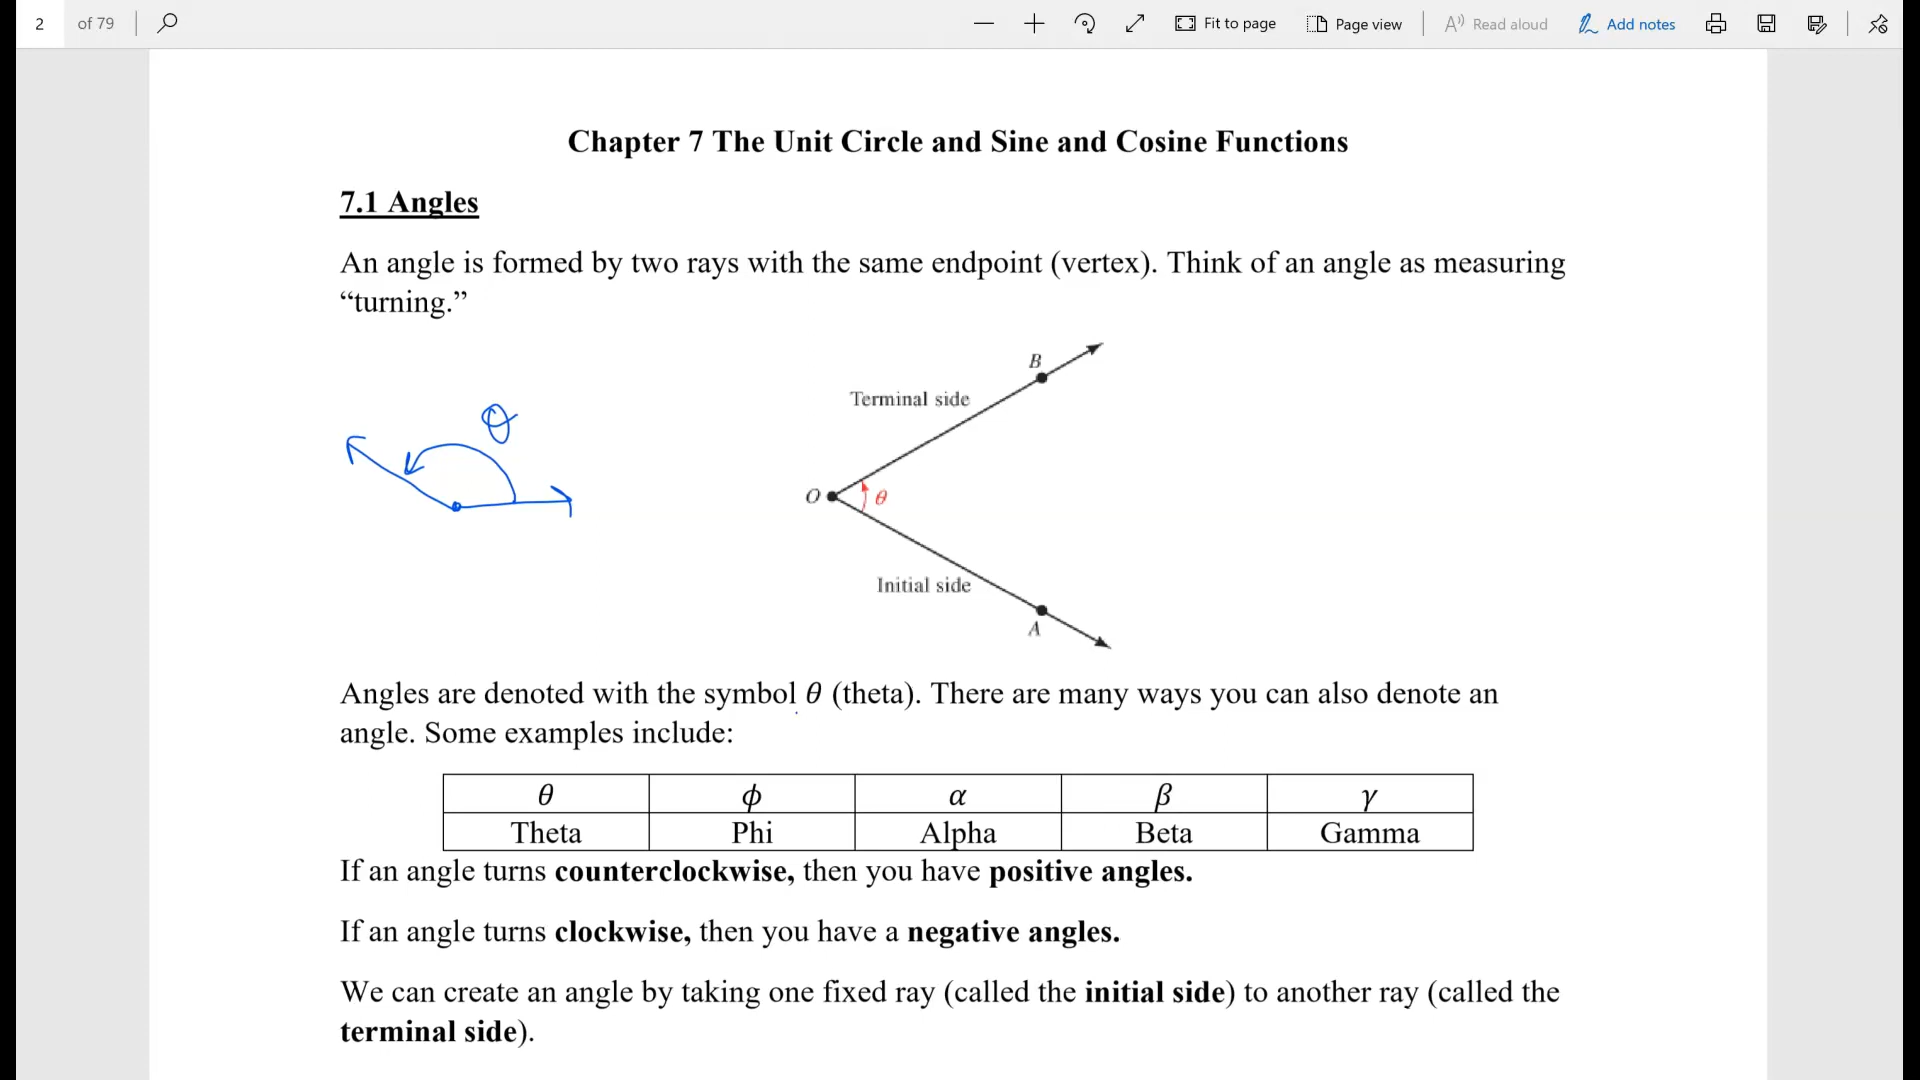 2 of 79 Fit to page Page view Read aloud Add notes
Chapter 7 The Unit Circle and Sine and Cosine Functions
7.1 Angles
An angle is formed by two rays with the same endpoint (vertex). Think of an angle as measuring
“turning.”
B
Terminal side
θ
O θ
Initial side
A
Angles are denoted with the symbol θ (theta). There are many ways you can also denote an
angle. Some examples include:
θ ϕ α β γ
Theta Phi Alpha Beta Gamma
If an angle turns counterclockwise, then you have positive angles.
If an angle turns clockwise, then you have a negative angles.
We can create an angle by taking one fixed ray (called the initial side) to another ray (called the
terminal side).